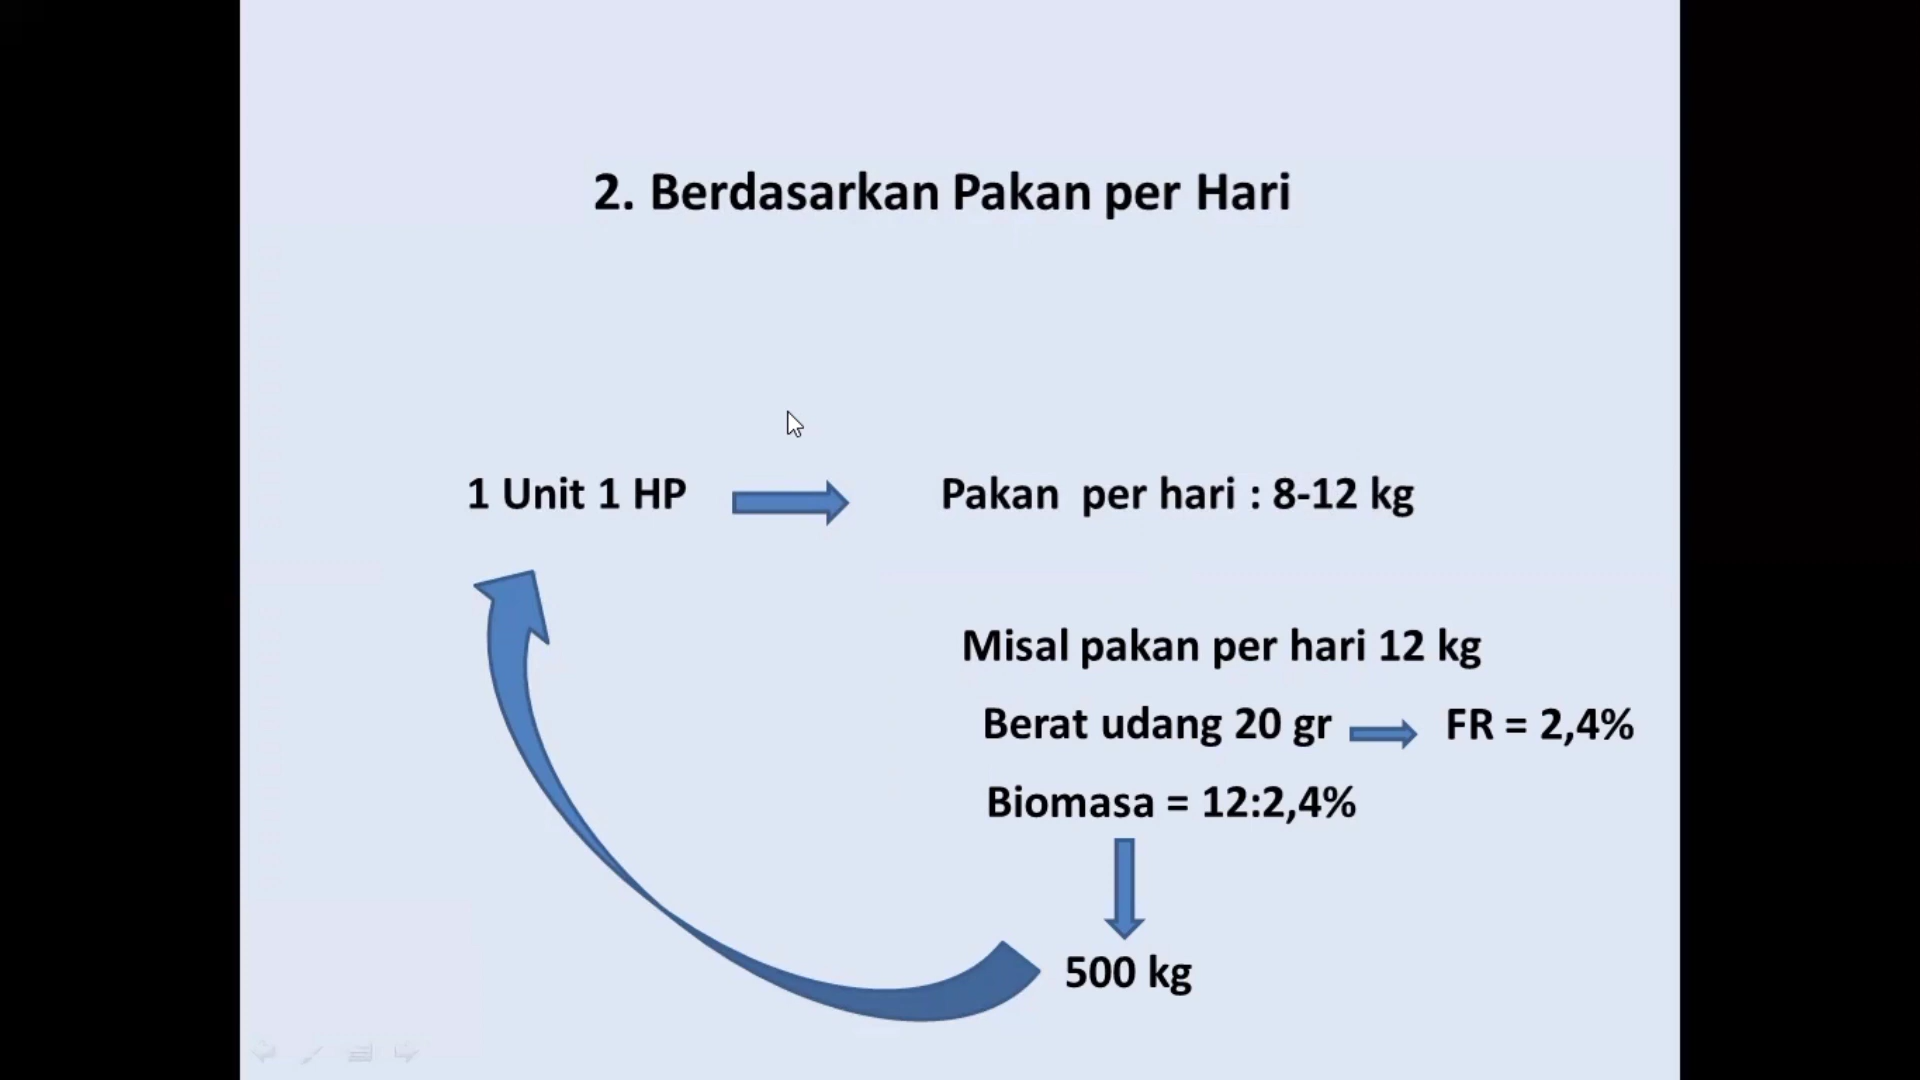 2. Berdasarkan Pakan per Hari
1 Unit 1 HP
Pakan per hari : 8-12 kg
Misal pakan per hari 12 kg
Berat udang 20 gr
FR = 2,4%
Biomasa = 12:2,4%
500 kg